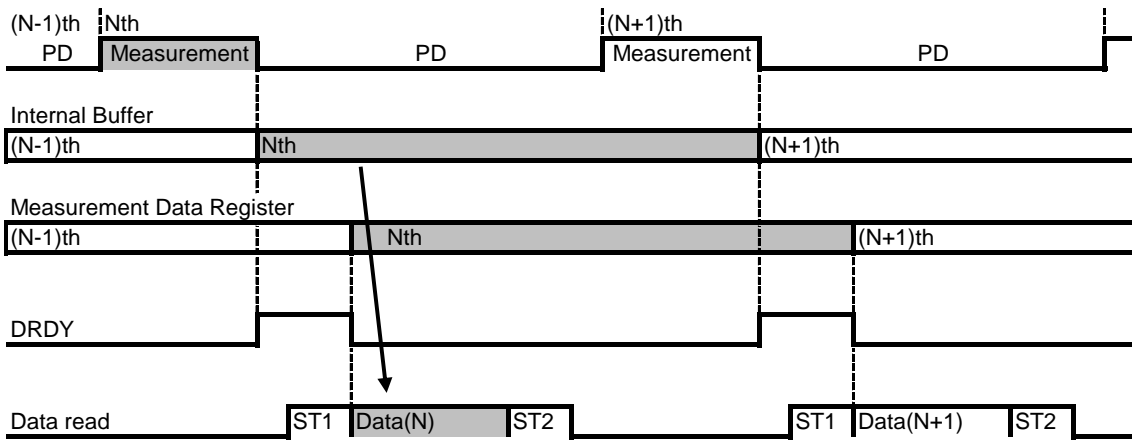 (N-1)th Nth (N+1)th
PD Measurement PD Measurement PD
Internal Buffer
(N-1)th Nth (N+1)th
Measurement Data Register
(N-1)th Nth (N+1)th
DRDY
Data read ST1 Data(N) ST2 ST1 Data(N+1) ST2